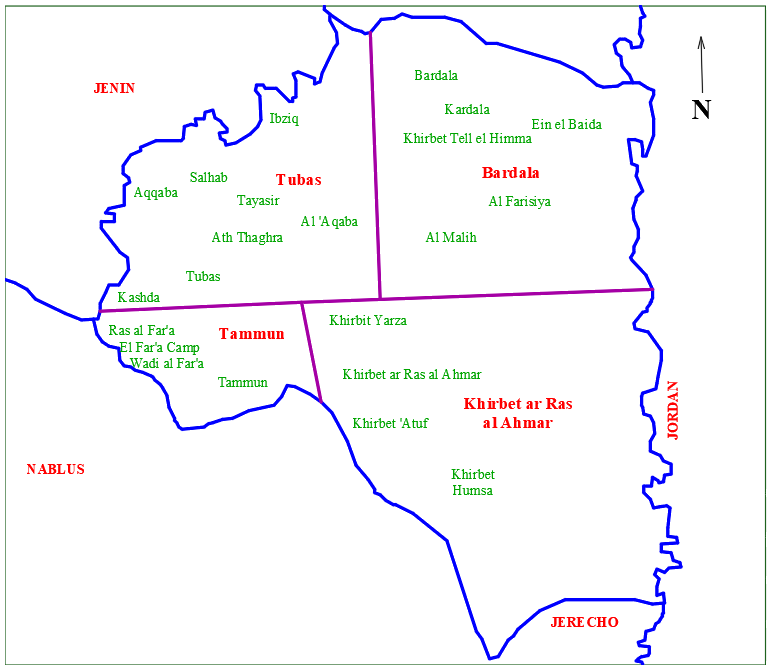 JENIN
Bardala
Kardala
Ein el Baida
Khirbet Tell el Himma
N
Ibziq
Salhab
Tubas
Bardala
Aqqaba
Tayasir
Al Farisiya
Al 'Aqaba
Ath Thaghra
Al Malih
Tubas
Kashda
Ras al Far'a
Tammun
Khirbit Yarza
El Far'a Camp
Wadi al Far'a
Tammun
Khirbet ar Ras al Ahmar
Khirbet ar Ras
al Ahmar
JORDAN
Khirbet 'Atuf
NABLUS
Khirbet
Humsa
JERECHO